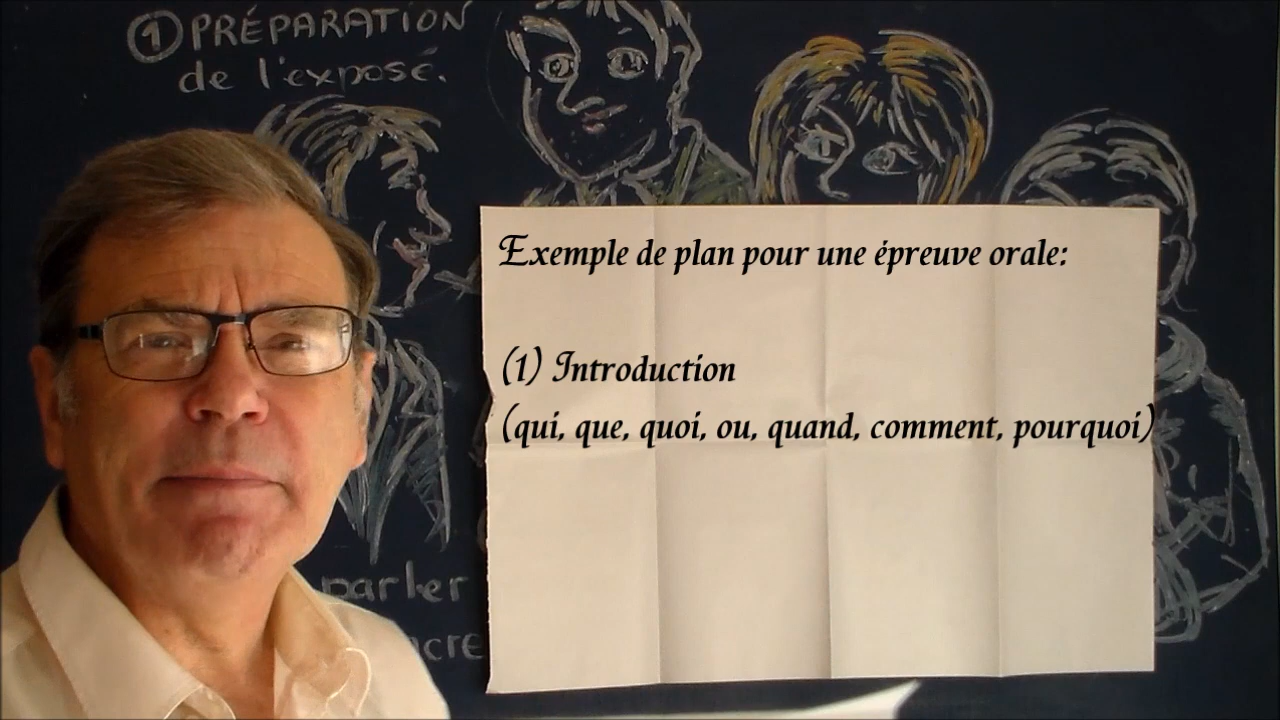 ① PRÉPARATION
de l'exposé.
Exemple de plan pour une épreuve orale:
(1) Introduction
(qui, que, quoi, ou, quand, comment, pourquoi)
parler